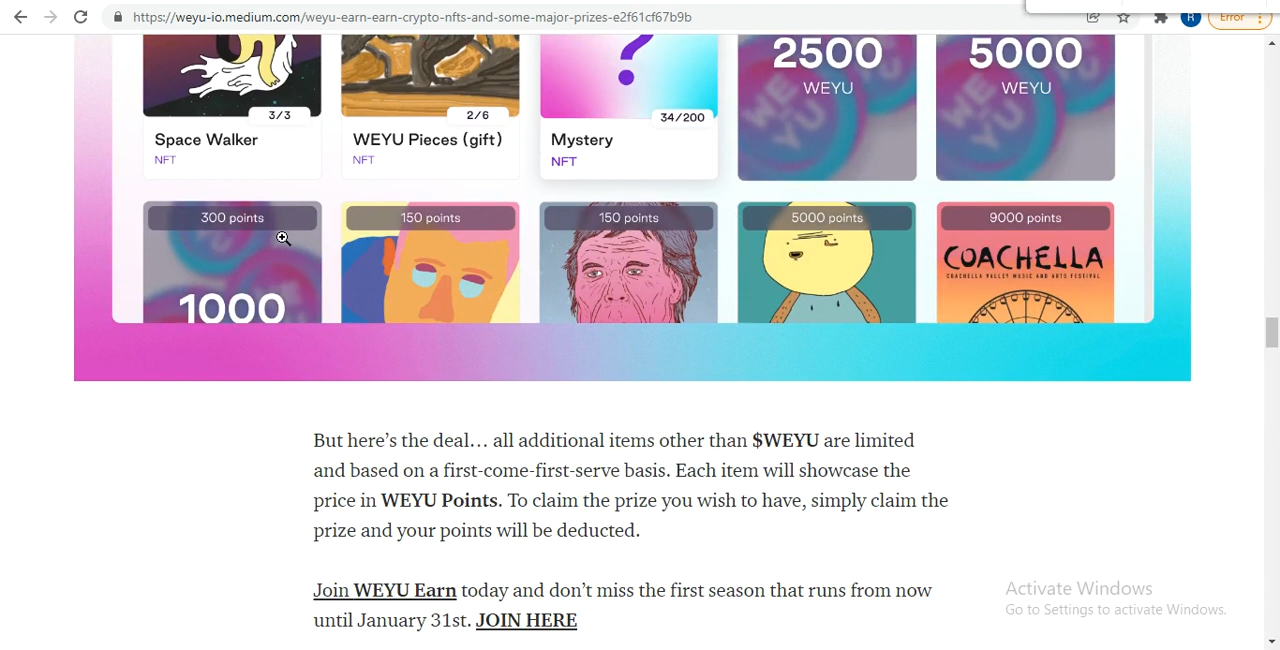 https://weyu-io.medium.com/weyu-earn-earn-crypto-nfts-and-some-major-prizes-e2f61cf67b9b
R
Error
2500
5000
WEYU
WEYU
3/3
2/6
34/200
Space Walker
WEYU Pieces (gift)
Mystery
NFT
NFT
NFT
300 points
150 points
150 points
5000 points
9000 points
COACHELLA
COACHELLA VALLEY MUSIC AND ARTS FESTIVAL
1000
But here’s the deal… all additional items other than $WEYU are limited
and based on a first-come-first-serve basis. Each item will showcase the
price in WEYU Points. To claim the prize you wish to have, simply claim the
prize and your points will be deducted.
Join WEYU Earn today and don’t miss the first season that runs from now
until January 31st. JOIN HERE
Activate Windows
Go to Settings to activate Windows.